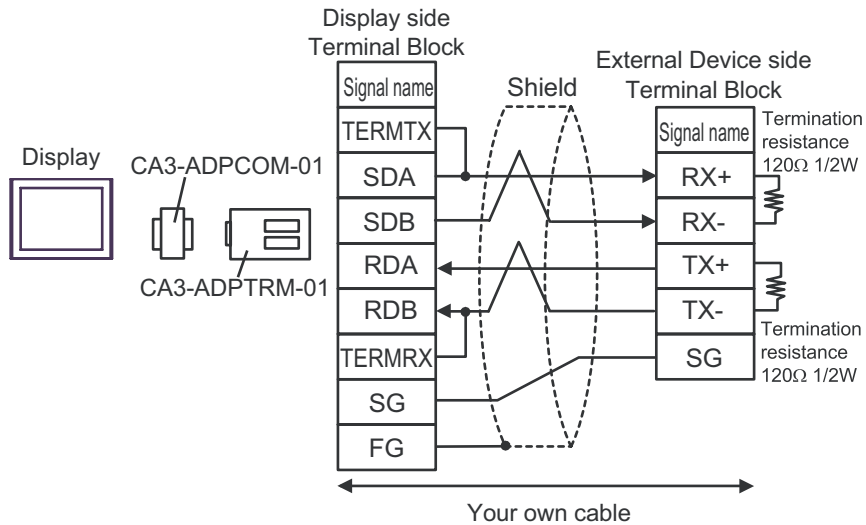 Display side
Terminal Block
Signal name
TERMTX
SDA
SDB
RDA
RDB
TERMRX
SG
FG
Shield
External Device side
Terminal Block
Signal name
RX+
RX-
TX+
TX-
SG
Termination
resistance
120Ω 1/2W
Termination
resistance
120Ω 1/2W
Display
CA3-ADPCOM-01
CA3-ADPTRM-01
Your own cable